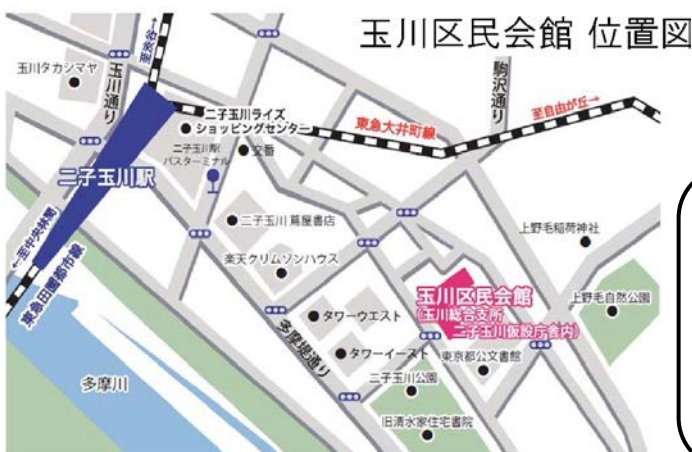 玉川区民会館 位置図
至渋谷→
玉川タカシマヤ
玉川通り
駒沢通り
至自由が丘→
二子玉川ライズ
ショッピングセンター
東急大井町線
二子玉川駅
バスターミナル
交番
二子玉川駅
←至中央林間
東急田園都市線
二子玉川 蔦屋書店
上野毛稲荷神社
楽天クリムゾンハウス
玉川区民会館
(玉川総合支所
二子玉川仮設庁舎内)
上野毛自然公園
タワーウエスト
多摩堤通り
タワーイースト
東京都公文書館
多摩川
二子玉川公園
旧清水家住宅書院